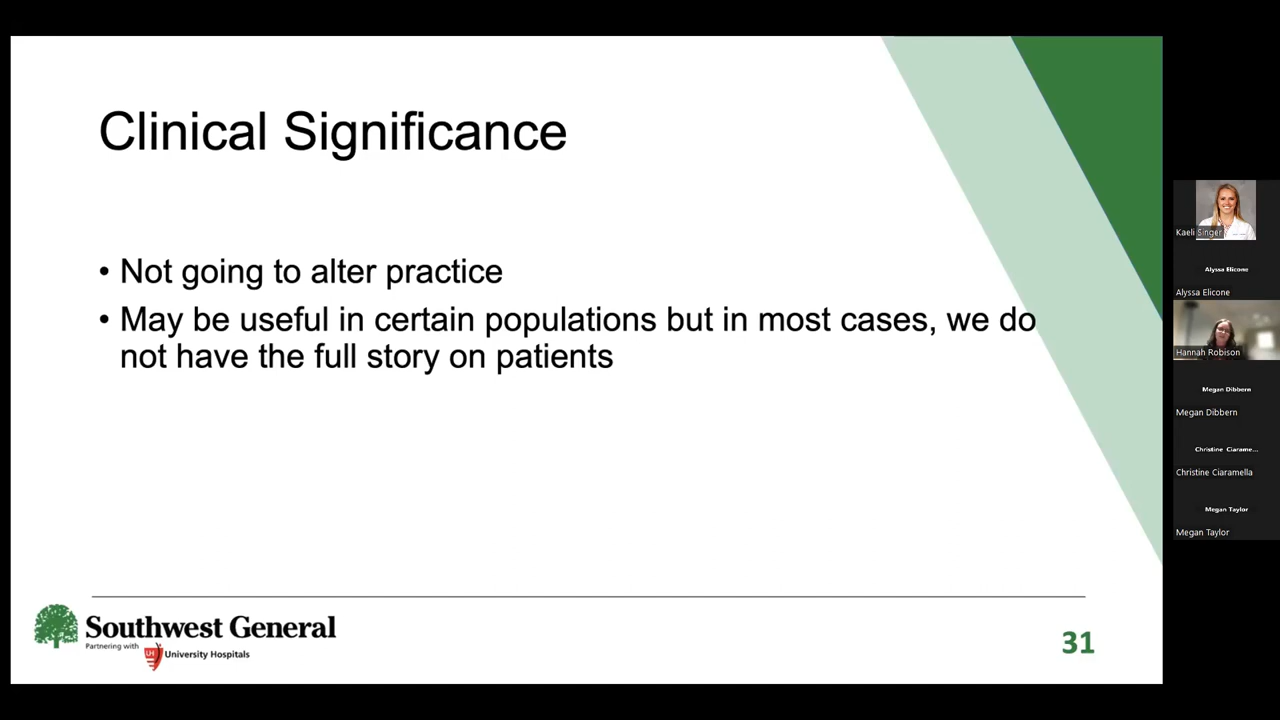 Clinical Significance
• Not going to alter practice
• May be useful in certain populations but in most cases, we do
not have the full story on patients
Southwest General
Partnering with
UH University Hospitals
31
Kaeli Singer
Alyssa Elicone
Alyssa Elicone
Hannah Robison
Megan Dibbern
Megan Dibbern
Christine Ciarame...
Christine Ciaramella
Megan Taylor
Megan Taylor